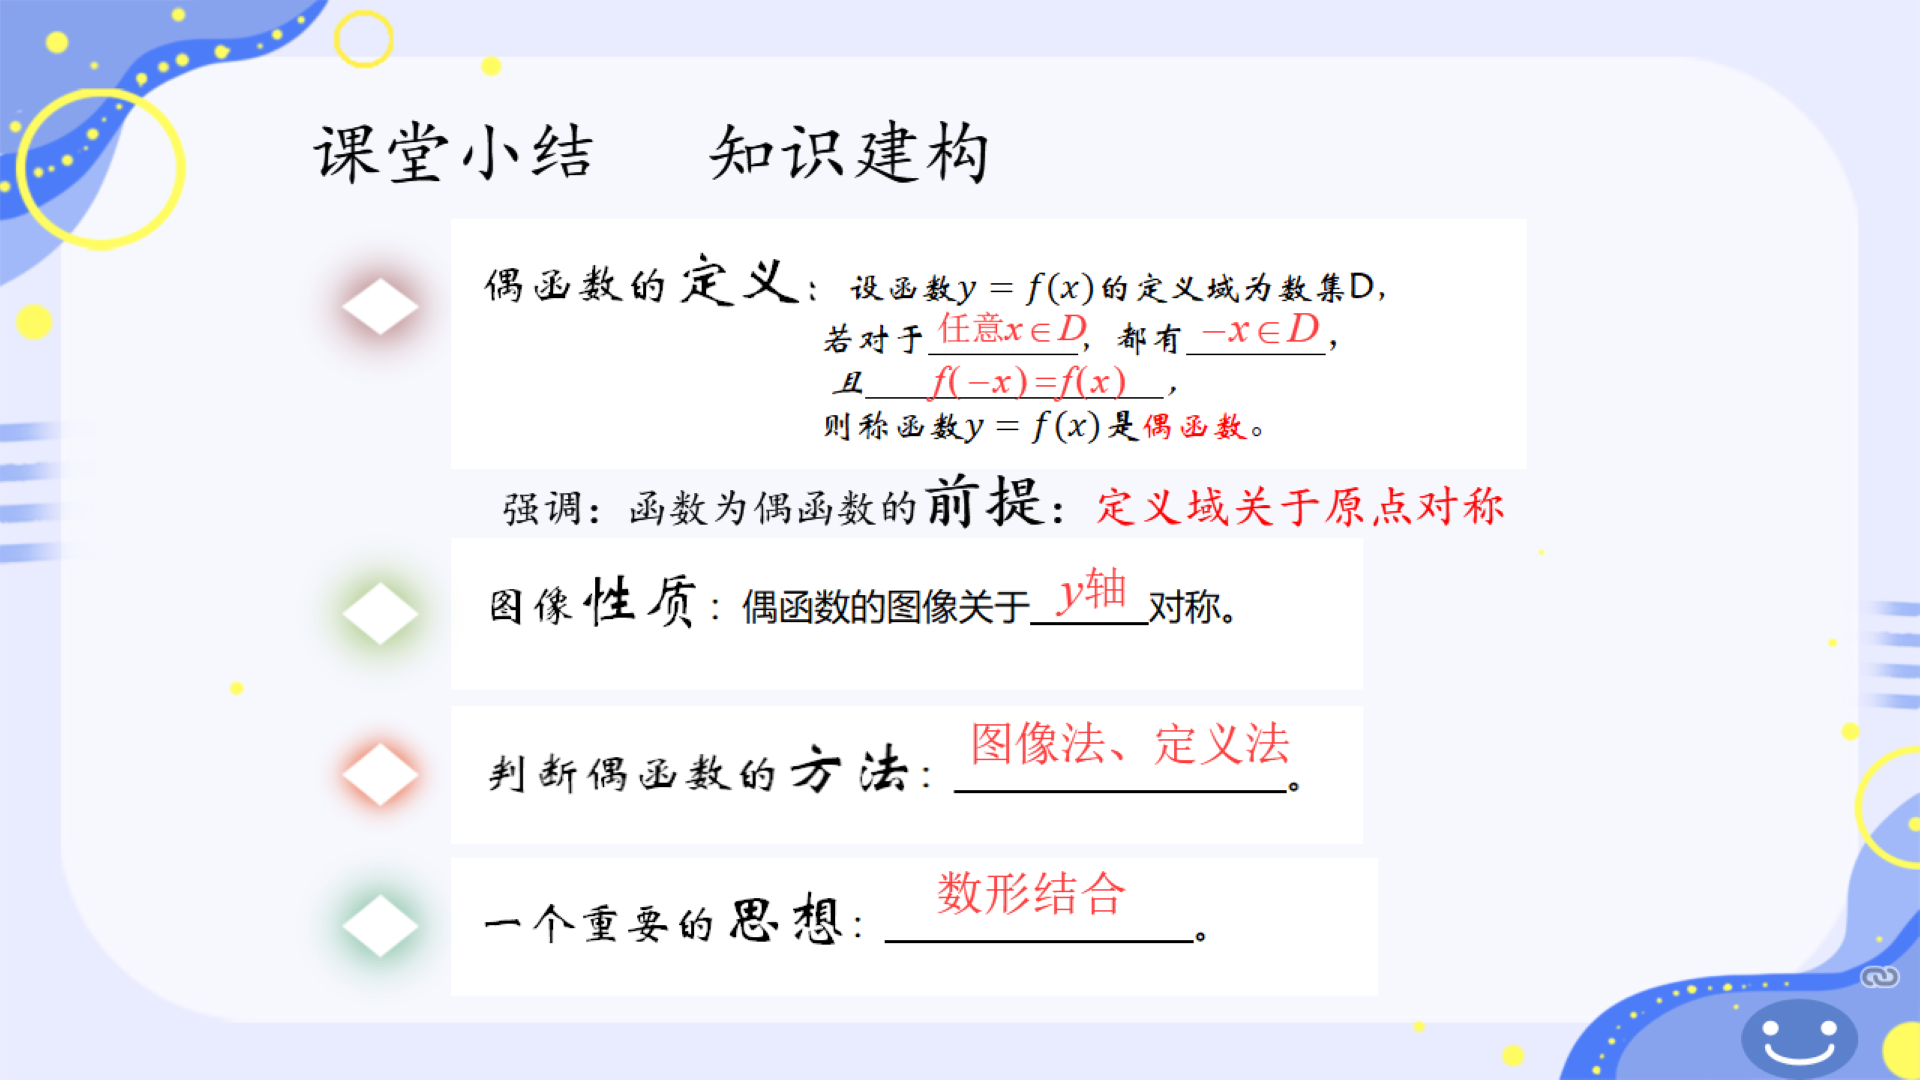 课堂小结 知识建构
偶函数的定义：设函数y = f(x)的定义域为数集D，
若对于任意x∈D，都有−x∈D，
且f(−x)=f(x)，
则称函数y = f(x)是偶函数。
强调：函数为偶函数的前提：定义域关于原点对称
图像性质：偶函数的图像关于y轴对称。
判断偶函数的方法：图像法、定义法。
一个重要的思想：数形结合。